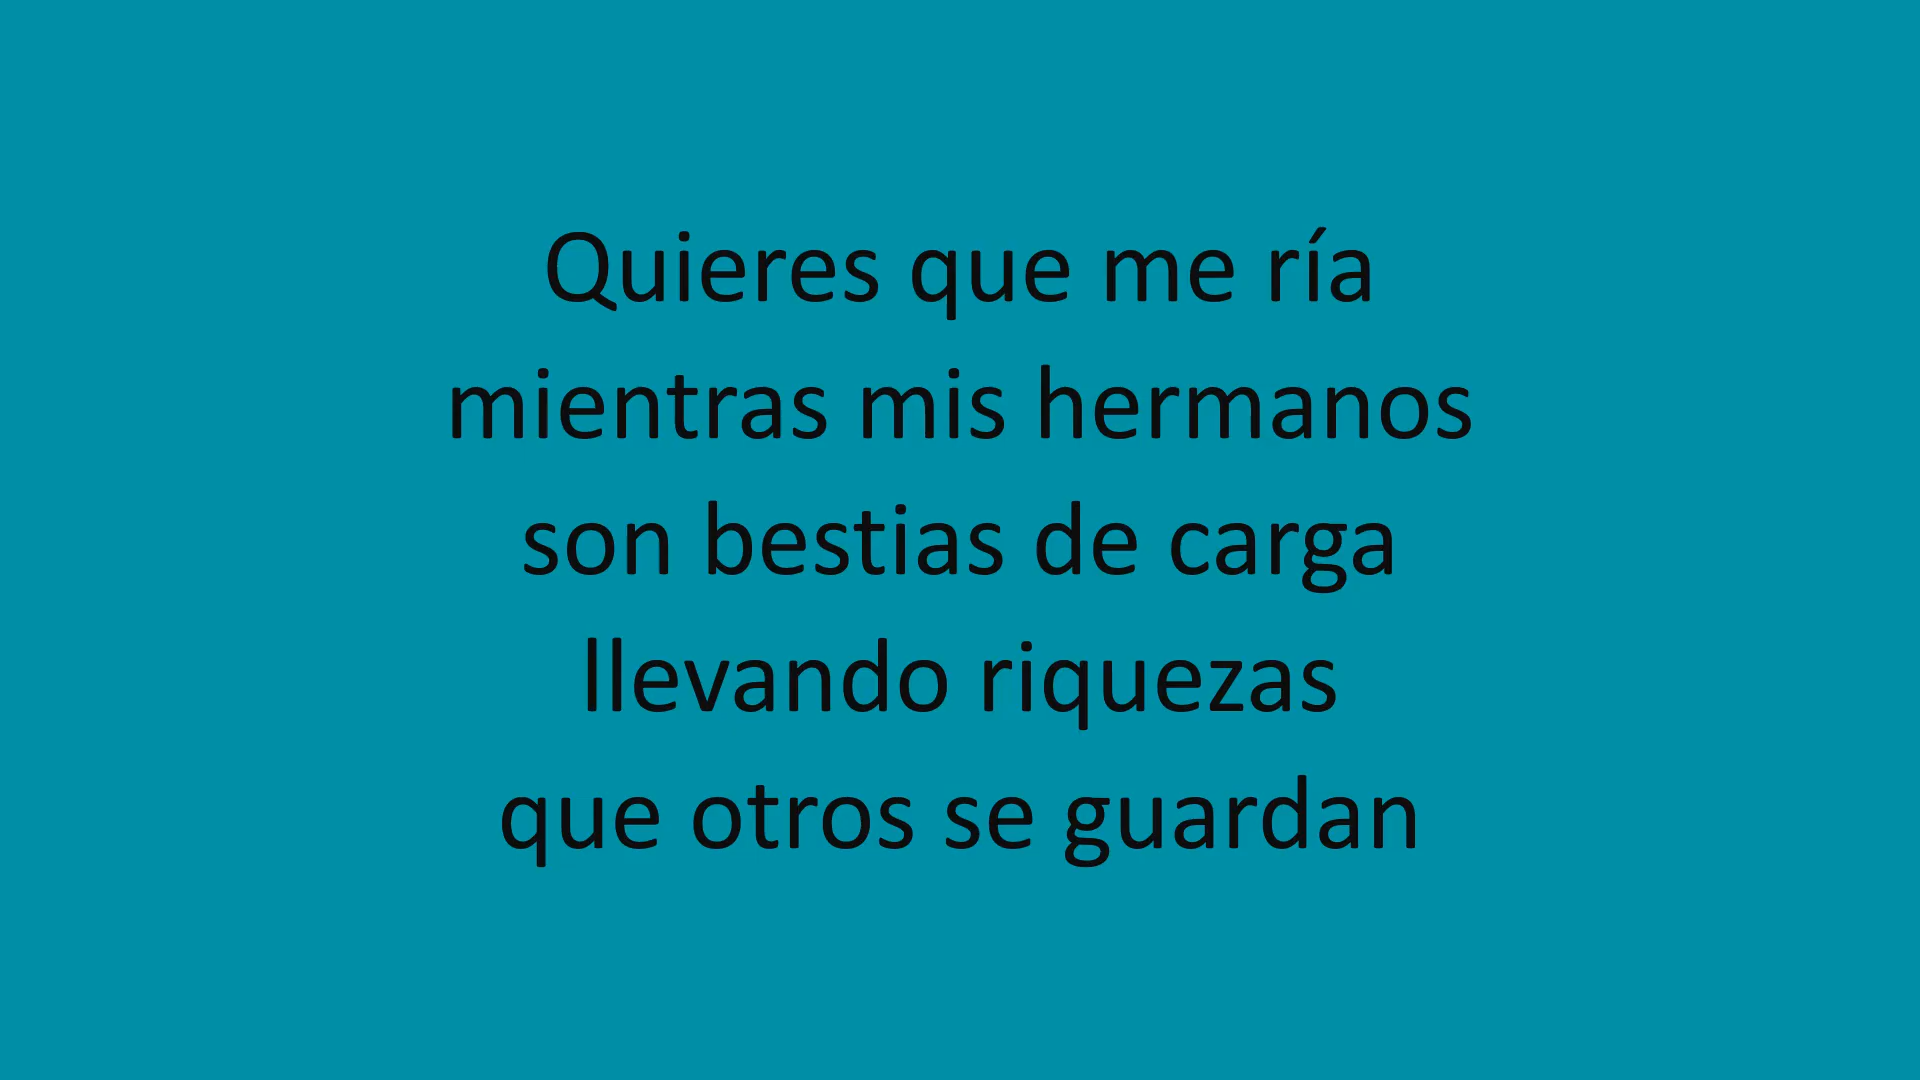 Quieres que me ría
mientras mis hermanos
son bestias de carga
llevando riquezas
que otros se guardan